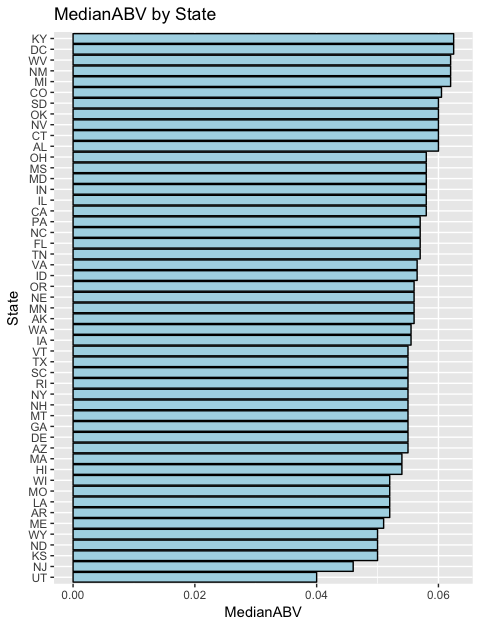 MedianABV by State
KY
DC
WV
NM
MI
CO
SD
OK
NV
CT
AL
OH
MS
MD
IN
IL
CA
PA
NC
FL
TN
VA
ID
OR
NE
MN
AK
WA
IA
VT
TX
SC
RI
NY
NH
MT
GA
DE
AZ
MA
HI
WI
MO
LA
AR
ME
WY
ND
KS
NJ
UT
State
0.00 0.02 0.04 0.06
MedianABV